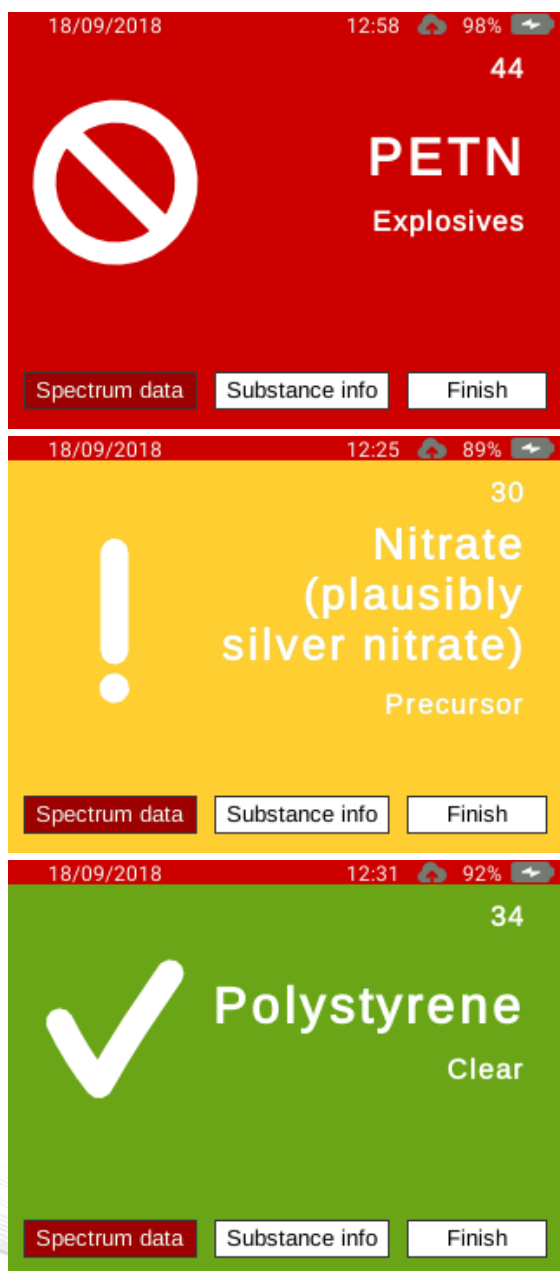 18/09/2018 12:58 98%
44
PETN
Explosives
Spectrum data Substance info Finish
18/09/2018 12:25 89%
30
Nitrate
(plausibly
silver nitrate)
Precursor
Spectrum data Substance info Finish
18/09/2018 12:31 92%
34
Polystyrene
Clear
Spectrum data Substance info Finish